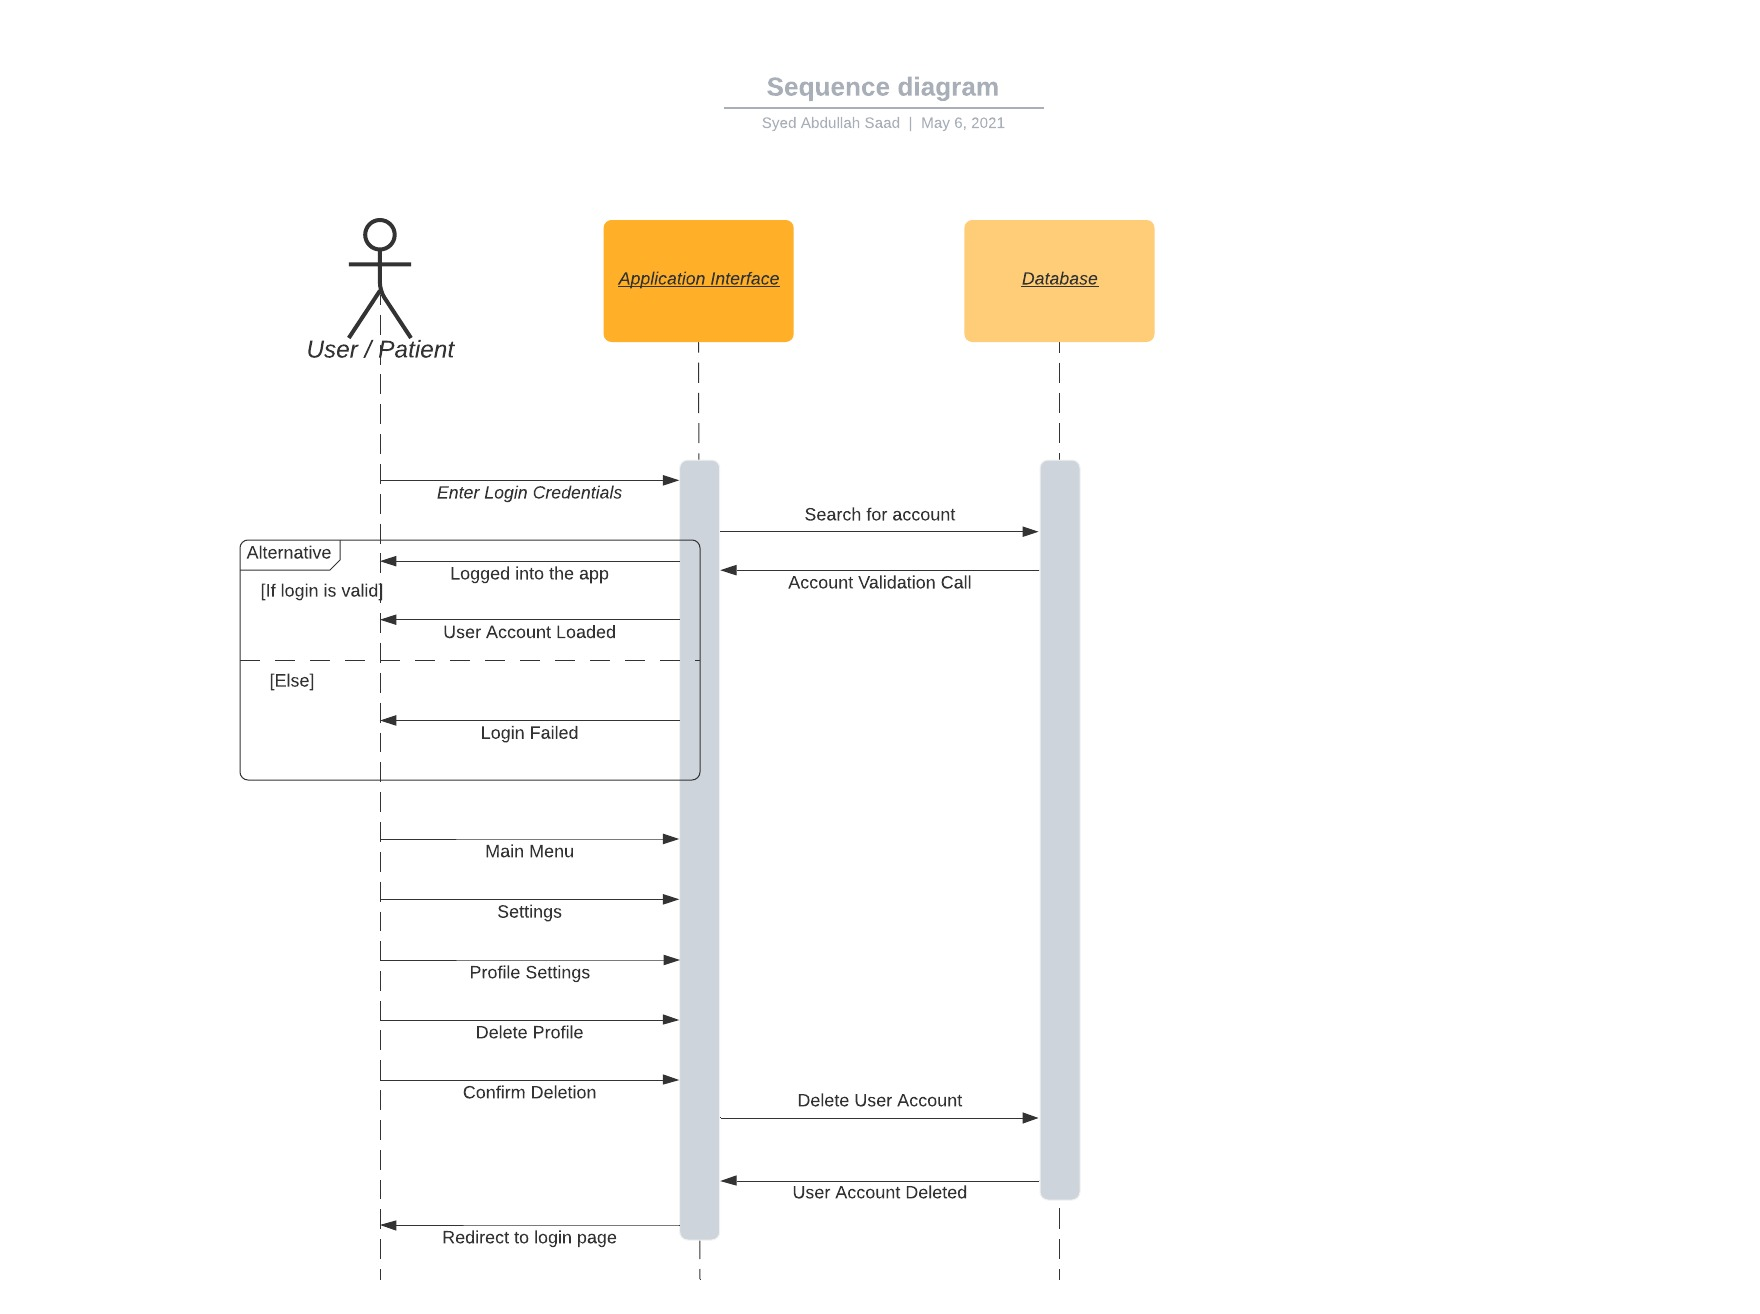 Sequence diagram
Syed Abdullah Saad | May 6, 2021
User / Patient
Application Interface
Database
Enter Login Credentials
Search for account
Alternative
Logged into the app
Account Validation Call
[If login is valid]
User Account Loaded
[Else]
Login Failed
Main Menu
Settings
Profile Settings
Delete Profile
Confirm Deletion
Delete User Account
User Account Deleted
Redirect to login page